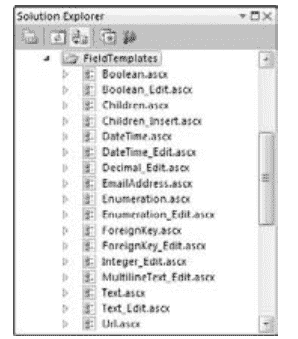 Solution Explorer
FieldTemplates
Boolean.ascx
Boolean_Edit.ascx
Children.ascx
Children_Insert.ascx
DateTime.ascx
DateTime_Edit.ascx
Decimal_Edit.ascx
EmailAddress.ascx
Enumeration.ascx
Enumeration_Edit.ascx
ForeignKey.ascx
ForeignKey_Edit.ascx
Integer_Edit.ascx
MultilineText_Edit.ascx
Text.ascx
Text_Edit.ascx
Url.ascx